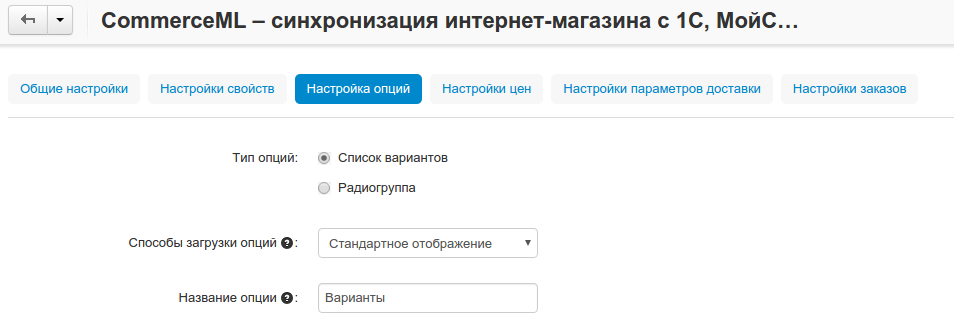 CommerceML – синхронизация интернет-магазина с 1С, МойС…
Общие настройки Настройки свойств Настройка опций Настройки цен Настройки параметров доставки Настройки заказов
Тип опций: Список вариантов
Радиогруппа
Способы загрузки опций ?: Стандартное отображение
Название опции ?: Варианты